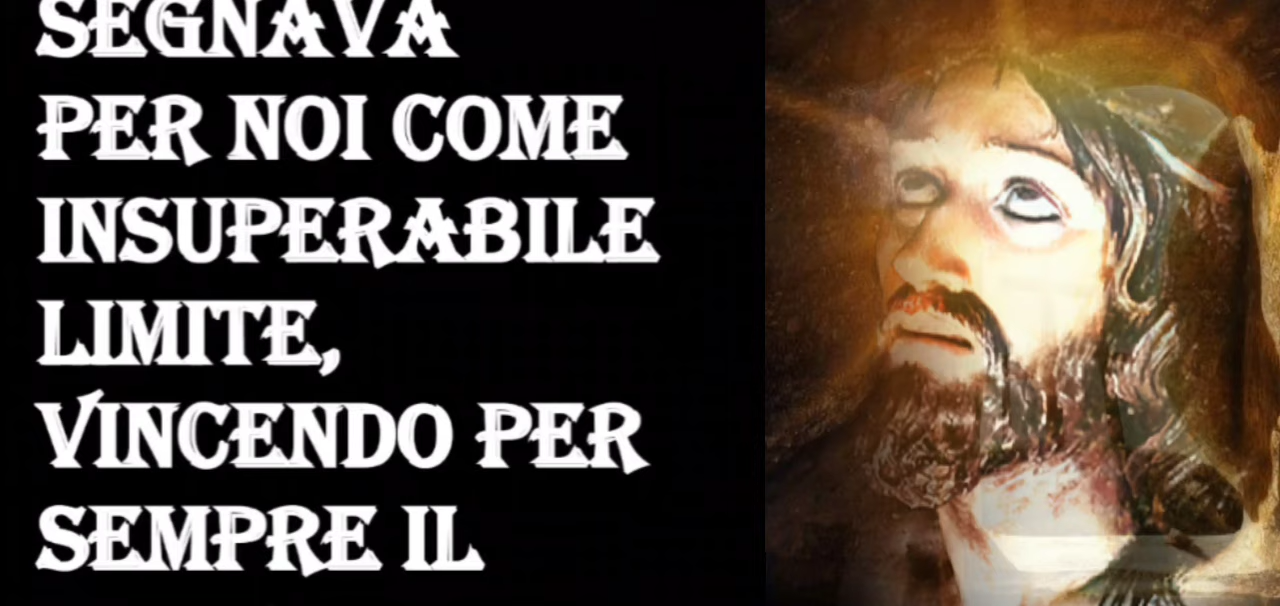 SEGNAVA
PER NOI COME
INSUPERABILE
LIMITE,
VINCENDO PER
SEMPRE IL